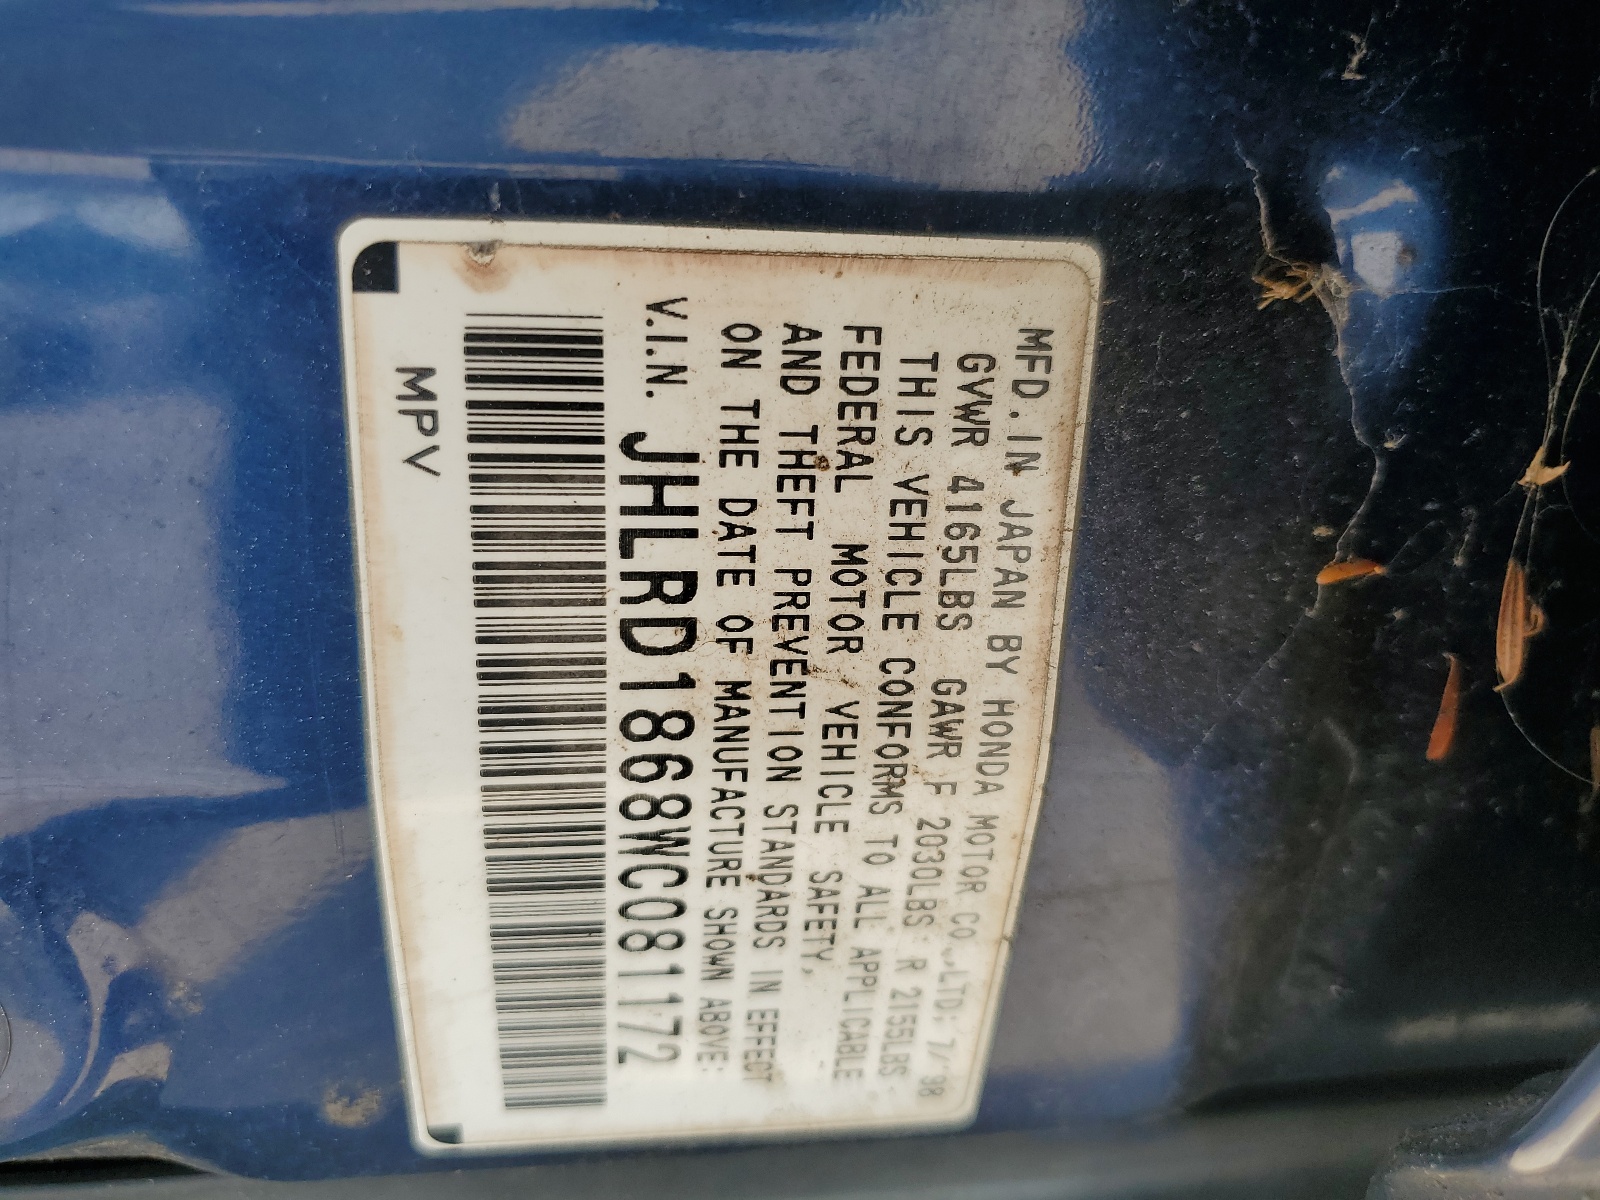 MFD. IN JAPAN BY HONDA MOTOR CO., LTD; 7/'98
GVWR 4165LBS GAWR F 2030LBS R 2155LBS
THIS VEHICLE CONFORMS TO ALL APPLICABLE
FEDERAL MOTOR VEHICLE SAFETY,
AND THEFT PREVENTION STANDARDS IN EFFECT
ON THE DATE OF MANUFACTURE SHOWN ABOVE:
V.I.N. JHLRD1868WC081172
MPV